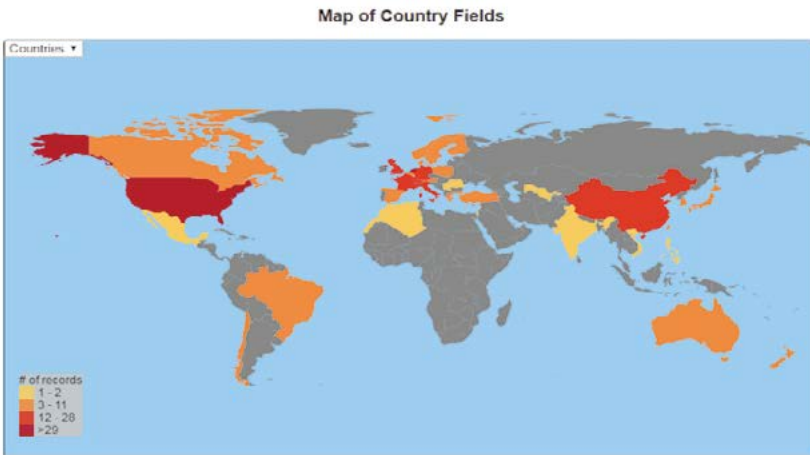 Map of Country Fields
Countries ▼
# of records
1 - 2
3 - 11
12 - 28
>29